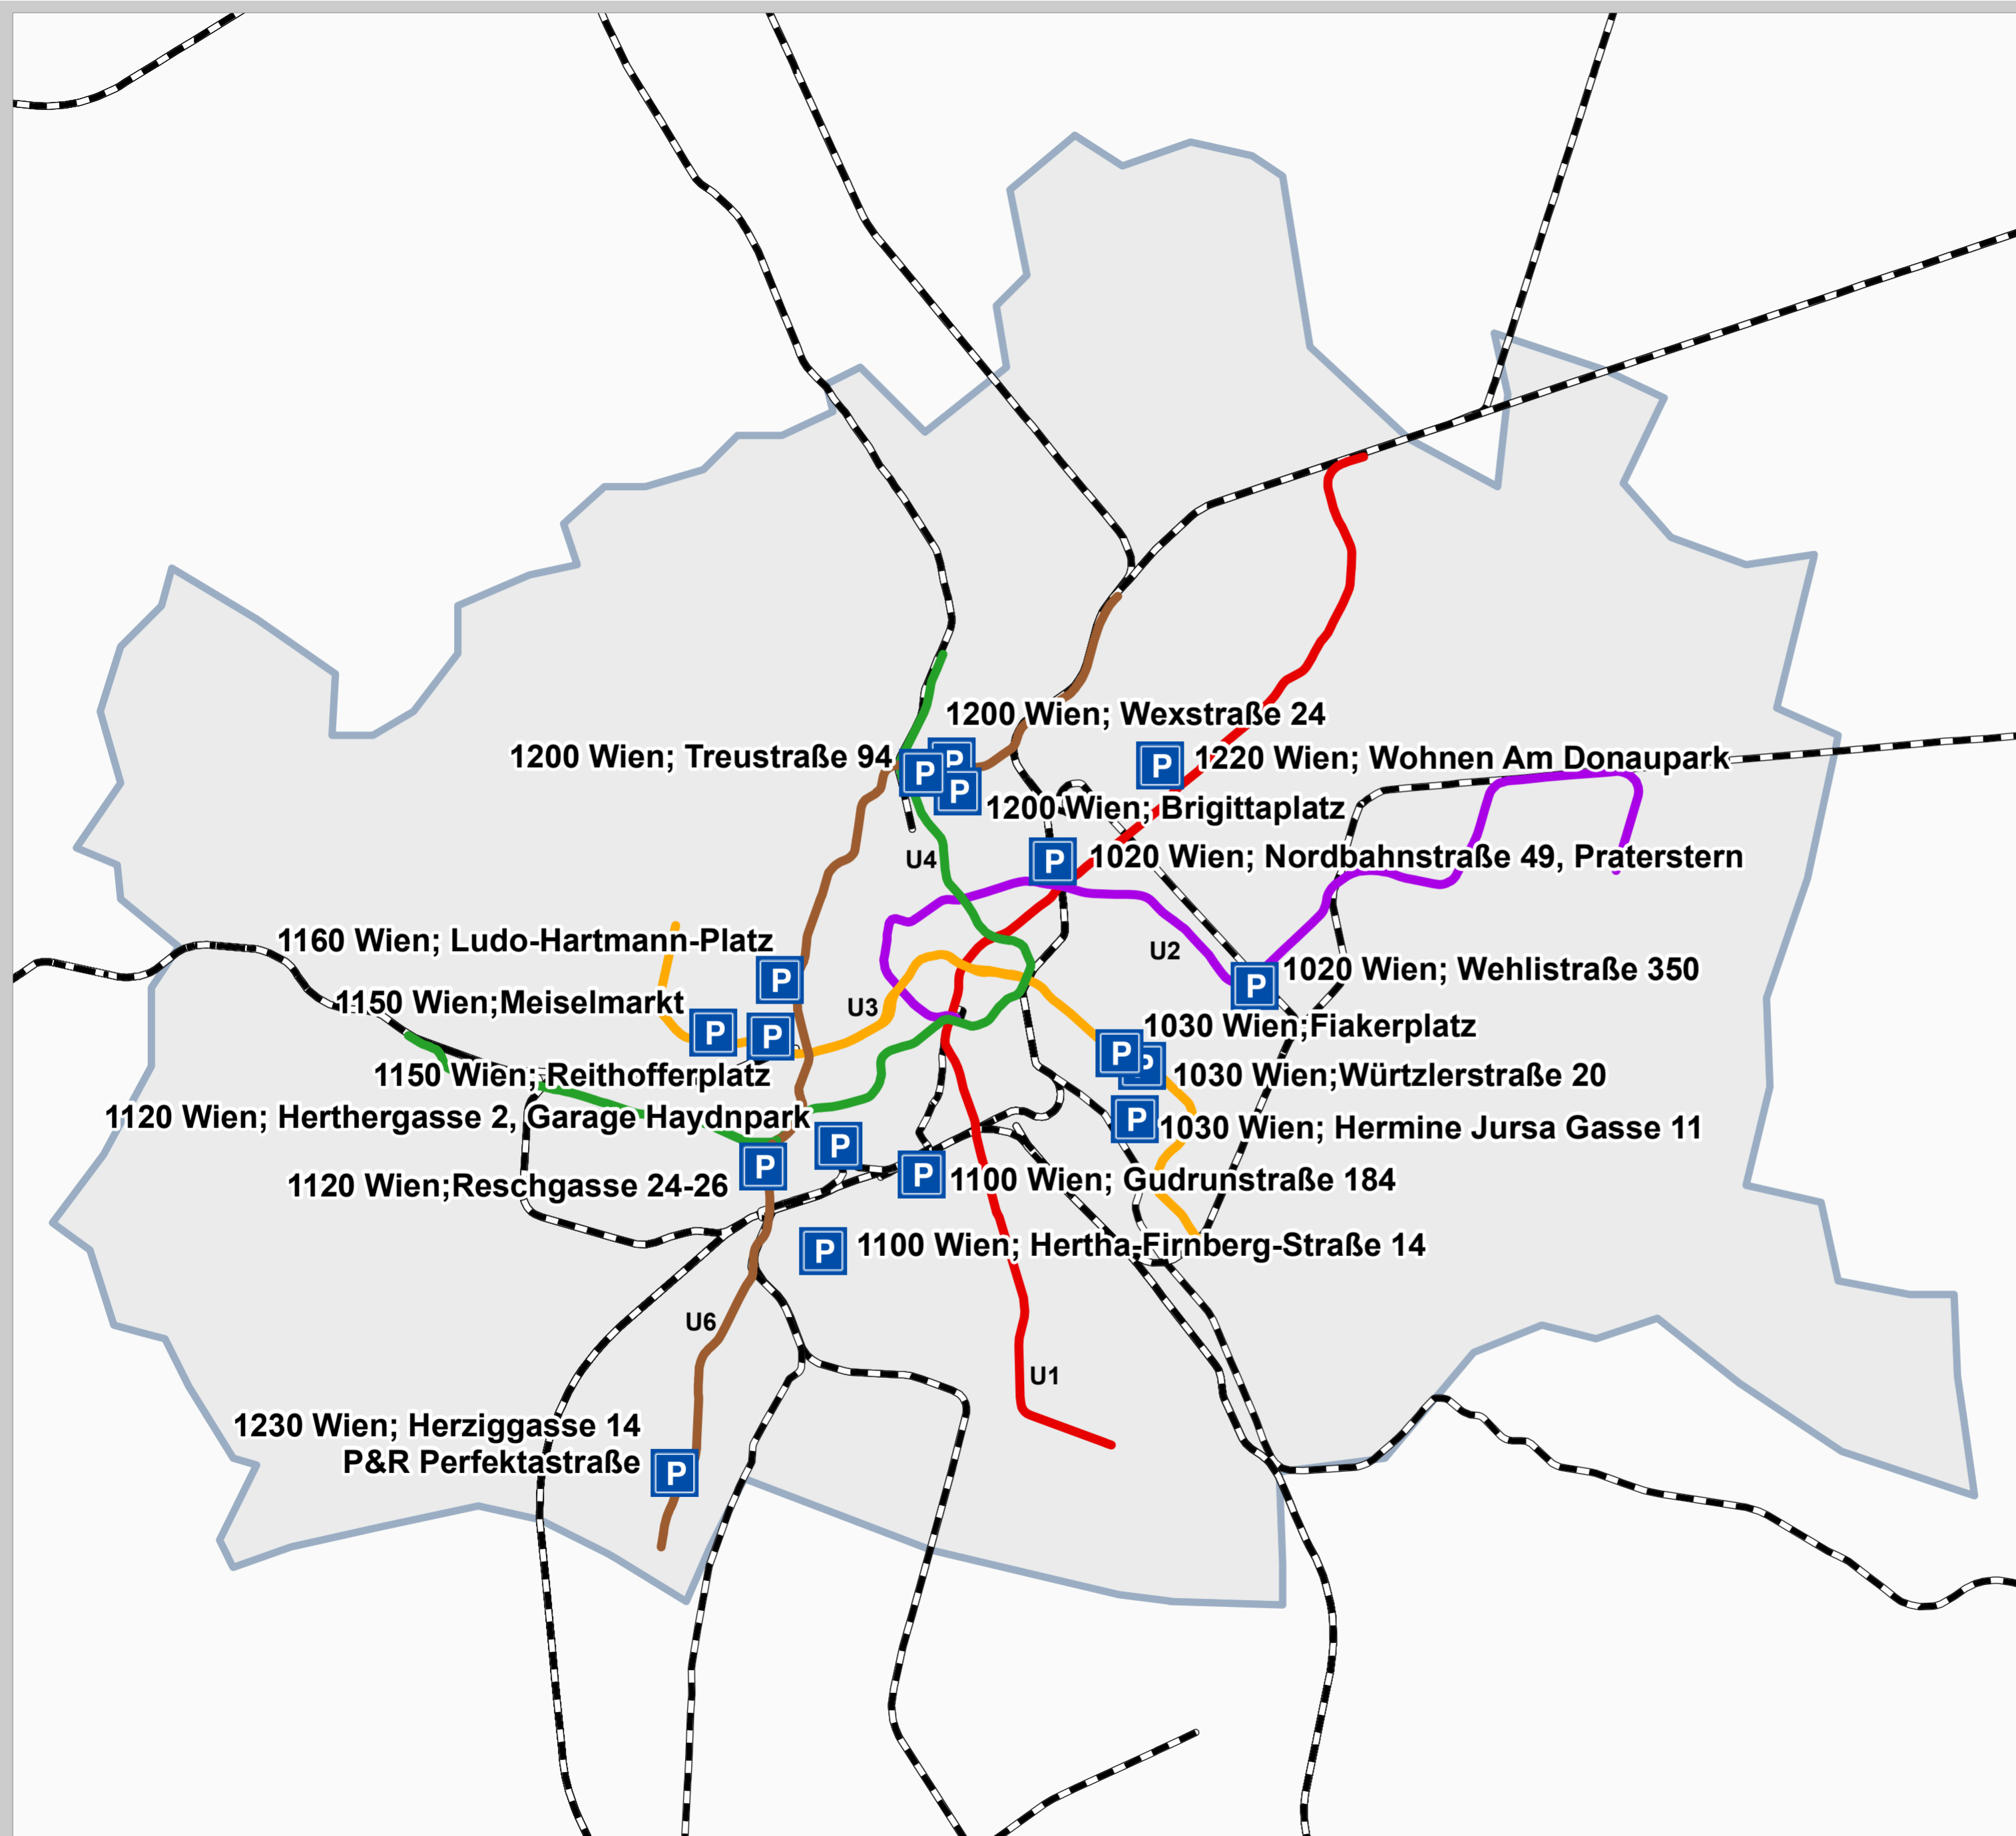 1200 Wien; Wexstraße 24
1200 Wien; Treustraße 94
P
P
P
P
1220 Wien; Wohnen Am Donaupark
1200 Wien; Brigittaplatz
U4
P
1020 Wien; Nordbahnstraße 49, Praterstern
1160 Wien; Ludo-Hartmann-Platz
U2
P
P
1020 Wien; Wehlistraße 350
1150 Wien;Meiselmarkt
U3
P
P
1030 Wien;Fiakerplatz
P
P
1150 Wien; Reithofferplatz
1030 Wien;Würtzlerstraße 20
1120 Wien; Herthergasse 2, Garage Haydnpark
P
1030 Wien; Hermine Jursa Gasse 11
P
P
1120 Wien;Reschgasse 24-26
P
1100 Wien; Gudrunstraße 184
P
1100 Wien; Hertha-Firnberg-Straße 14
U6
U1
1230 Wien; Herziggasse 14
P&R Perfektastraße
P